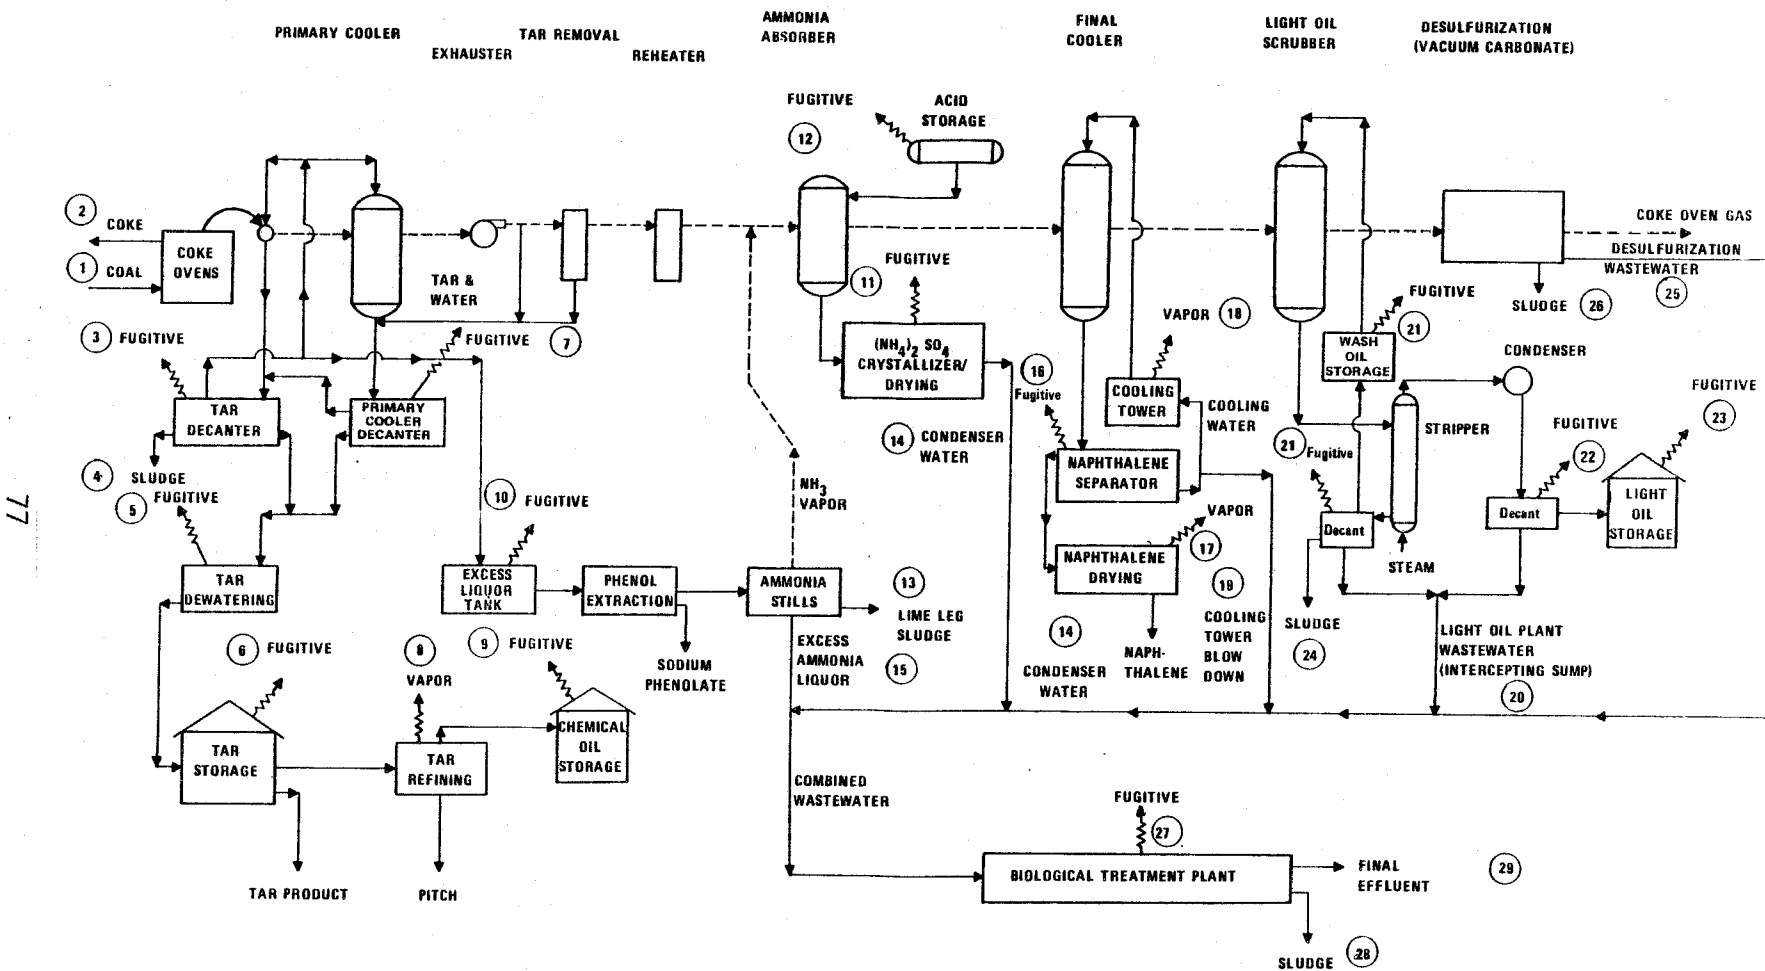 PRIMARY COOLER
EXHAUSTER
TAR REMOVAL
REHEATER
AMMONIA
ABSORBER
FINAL
COOLER
LIGHT OIL
SCRUBBER
DESULFURIZATION
(VACUUM CARBONATE)
FUGITIVE
12
ACID
STORAGE
2
COKE
1
COAL
COKE
OVENS
TAR &
WATER
7
11
FUGITIVE
(NH4)2 SO4
CRYSTALLIZER/
DRYING
VAPOR 18
COKE OVEN GAS
DESULFURIZATION
WASTEWATER
25
SLUDGE 26
FUGITIVE
21
WASH
OIL
STORAGE
CONDENSER
3 FUGITIVE
FUGITIVE
TAR
DECANTER
PRIMARY
COOLER
DECANTER
4
SLUDGE
5
FUGITIVE
10 FUGITIVE
14 CONDENSER
WATER
NH3
VAPOR
16
Fugitive
COOLING
TOWER
COOLING
WATER
NAPHTHALENE
SEPARATOR
VAPOR
17
NAPHTHALENE
DRYING
21
Fugitive
STRIPPER
FUGITIVE
22
FUGITIVE
23
Decant
Decant
LIGHT
OIL
STORAGE
STEAM
TAR
DEWATERING
EXCESS
LIQUOR
TANK
PHENOL
EXTRACTION
AMMONIA
STILLS
13
LIME LEG
SLUDGE
15
EXCESS
AMMONIA
LIQUOR
SODIUM
PHENOLATE
14
CONDENSER
WATER
NAPH-
THALENE
19
COOLING
TOWER
BLOW
DOWN
SLUDGE
24
LIGHT OIL PLANT
WASTEWATER
(INTERCEPTING SUMP)
20
6 FUGITIVE
8
VAPOR
9 FUGITIVE
TAR
STORAGE
TAR
REFINING
CHEMICAL
OIL
STORAGE
COMBINED
WASTEWATER
TAR PRODUCT
PITCH
FUGITIVE
27
BIOLOGICAL TREATMENT PLANT
FINAL
EFFLUENT
29
SLUDGE 28
77